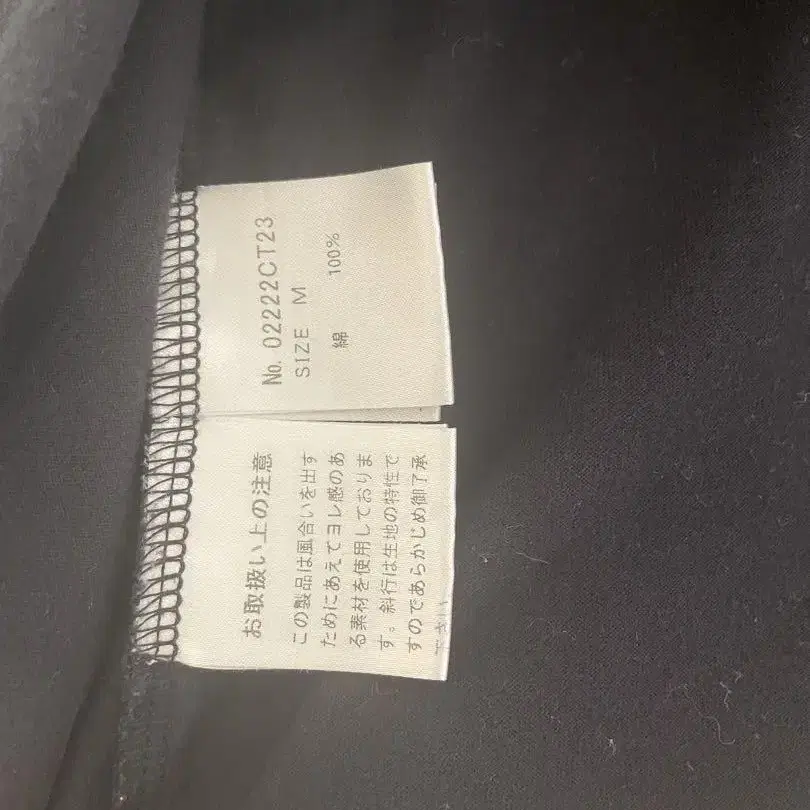 No. 02222CT23
SIZE M
綿 100%
お取扱い上の注意
この製品は風合いを出す
ためにあえてヨレ感のあ
る素材を使用しておりま
す。斜行は生地の特性で
すのであらかじめ御了承
下さい